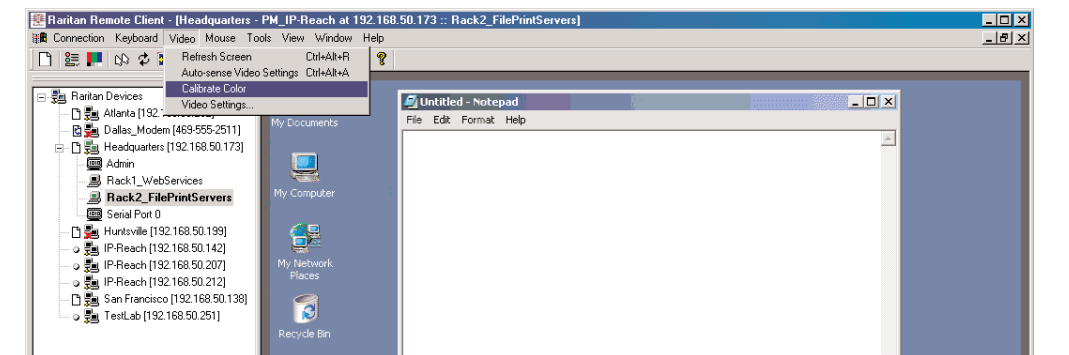 Raritan Remote Client - [Headquarters - PM_IP-Reach at 192.168.50.173 :: Rack2_FilePrintServers]
Connection Keyboard Video Mouse Tools View Window Help
Refresh Screen Ctrl+Alt+R
Auto-sense Video Settings Ctrl+Alt+A
Calibrate Color
Video Settings...
Raritan Devices
Atlanta [192.
Dallas_Modem [469-555-2511]
Headquarters [192.168.50.173]
Admin
Rack1_WebServices
Rack2_FilePrintServers
Serial Port 0
Huntsville [192.168.50.199]
IP-Reach [192.168.50.142]
IP-Reach [192.168.50.207]
IP-Reach [192.168.50.212]
San Francisco [192.168.50.138]
TestLab [192.168.50.251]
My Documents
My Computer
My Network
Places
Recycle Bin
Untitled - Notepad
File Edit Format Help